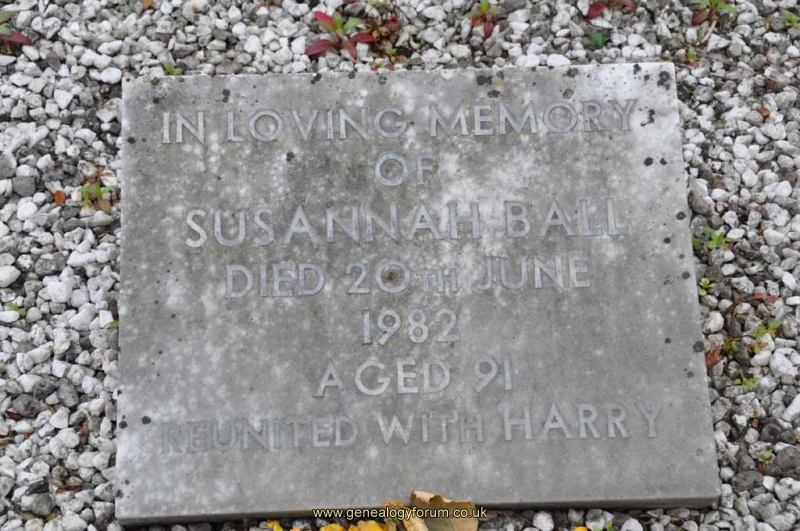 IN LOVING MEMORY
OF
SUSANNAH BALL
DIED 20TH JUNE
1982
AGED 91
REUNITED WITH HARRY
www.genealogyforum.co.uk